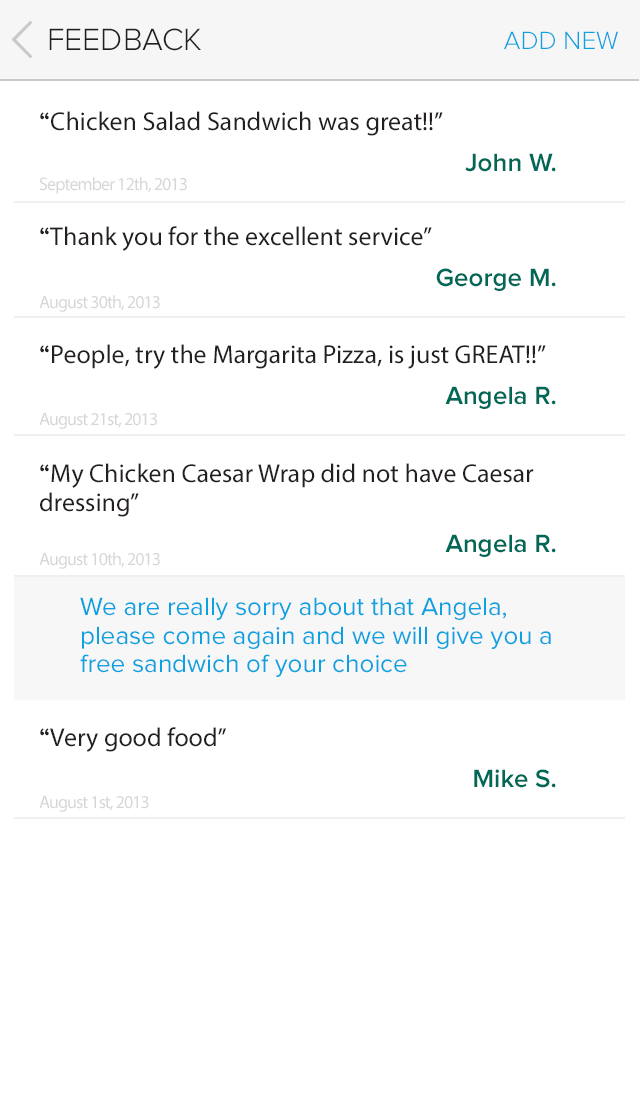 FEEDBACK
ADD NEW
“Chicken Salad Sandwich was great!!”
John W.
September 12th, 2013
“Thank you for the excellent service”
George M.
August 30th, 2013
“People, try the Margarita Pizza, is just GREAT!!”
Angela R.
August 21st, 2013
“My Chicken Caesar Wrap did not have Caesar
dressing”
Angela R.
August 10th, 2013
We are really sorry about that Angela,
please come again and we will give you a
free sandwich of your choice
“Very good food”
Mike S.
August 1st, 2013